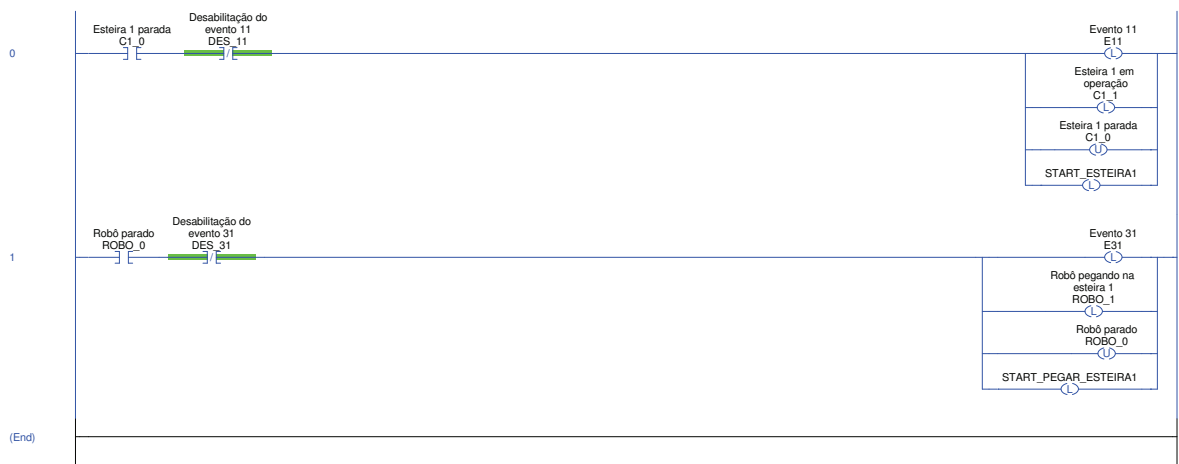 0
Esteira 1 parada
C1_0
Desabilitação do
evento 11
DES_11
Evento 11
E11
L
Esteira 1 em
operação
C1_1
L
Esteira 1 parada
C1_0
U
START_ESTEIRA1
L
1
Robô parado
ROBO_0
Desabilitação do
evento 31
DES_31
Evento 31
E31
L
Robô pegando na
esteira 1
ROBO_1
L
Robô parado
ROBO_0
U
START_PEGAR_ESTEIRA1
L
(End)